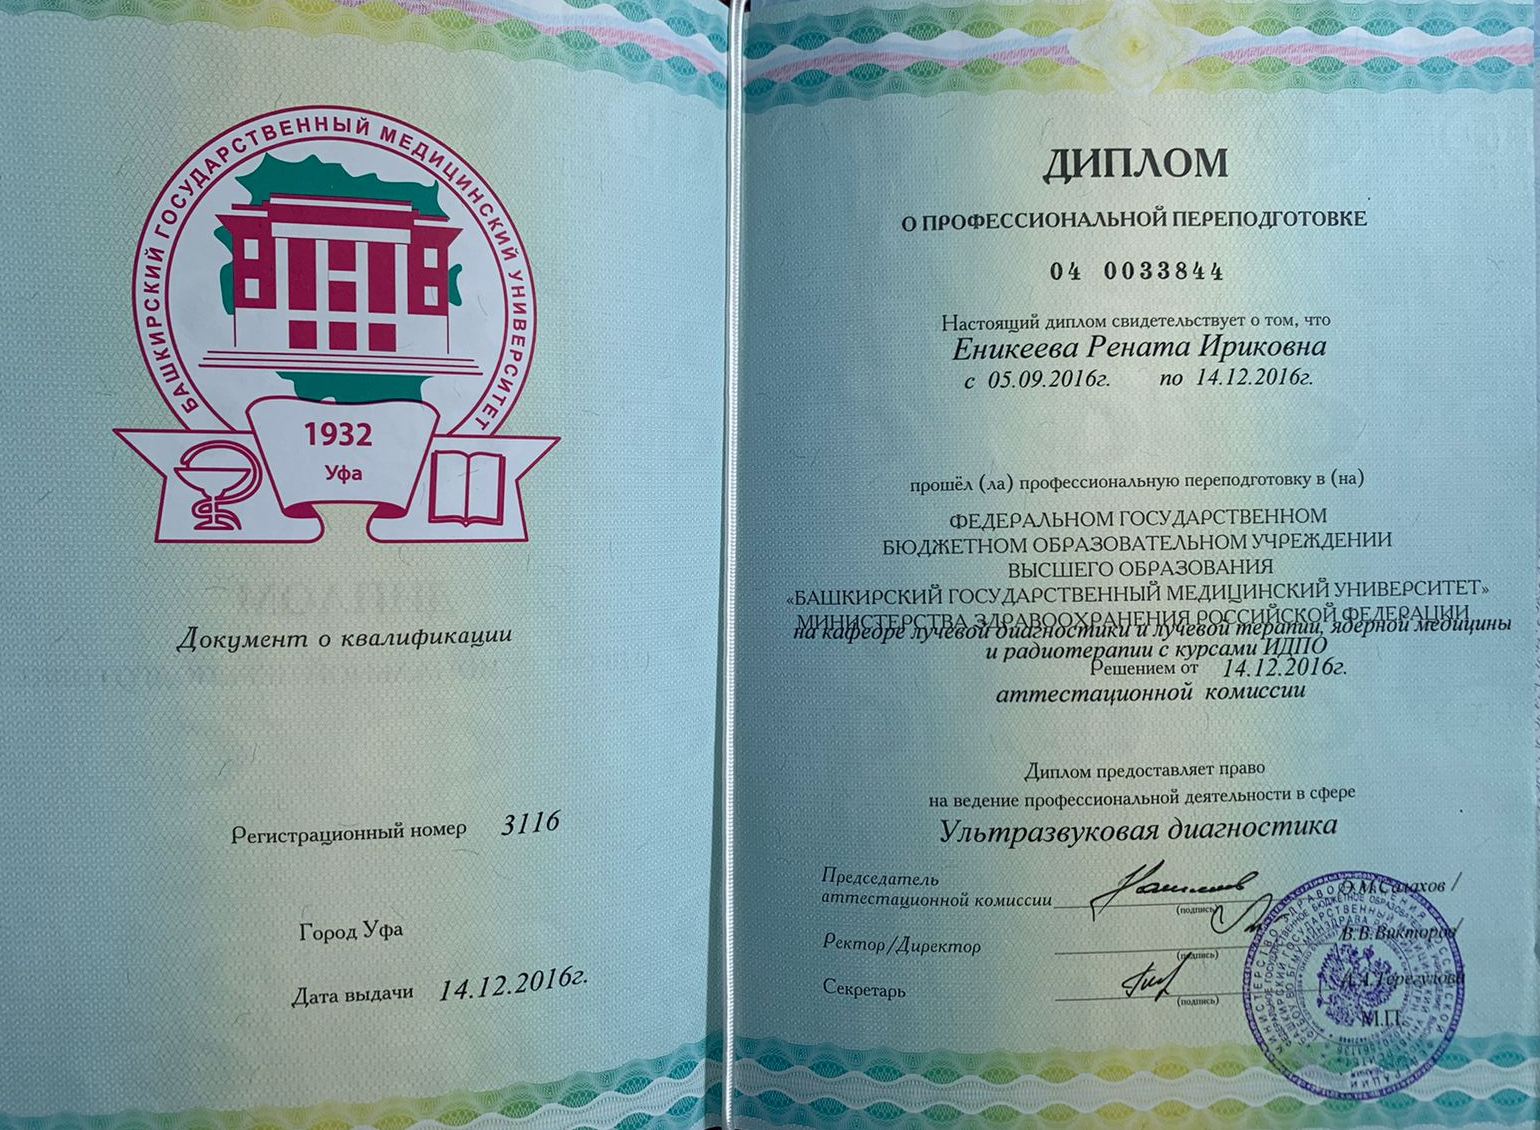 БАШКИРСКИЙ ГОСУДАРСТВЕННЫЙ МЕДИЦИНСКИЙ УНИВЕРСИТЕТ
1932
Уфа
Документ о квалификации
Регистрационный номер 3116
Город Уфа
Дата выдачи 14.12.2016г.
ДИПЛОМ
О ПРОФЕССИОНАЛЬНОЙ ПЕРЕПОДГОТОВКЕ
04 0033844
Настоящий диплом свидетельствует о том, что
Еникеева Рената Ириковна
с 05.09.2016г. по 14.12.2016г.
прошёл (ла) профессиональную переподготовку в (на)
ФЕДЕРАЛЬНОМ ГОСУДАРСТВЕННОМ
БЮДЖЕТНОМ ОБРАЗОВАТЕЛЬНОМ УЧРЕЖДЕНИИ
ВЫСШЕГО ОБРАЗОВАНИЯ
«БАШКИРСКИЙ ГОСУДАРСТВЕННЫЙ МЕДИЦИНСКИЙ УНИВЕРСИТЕТ»
МИНИСТЕРСТВА ЗДРАВООХРАНЕНИЯ РОССИЙСКОЙ ФЕДЕРАЦИИ
на кафедре лучевой диагностики и лучевой терапии, ядерной медицины
и радиотерапии с курсами ИДПО
Решением от 14.12.2016г.
аттестационной комиссии
Диплом предоставляет право
на ведение профессиональной деятельности в сфере
Ультразвуковая диагностика
Председатель
аттестационной комиссии
(подпись)
Ректор/Директор
В.В.Викторов
(подпись)
Секретарь
(подпись)
М.П.